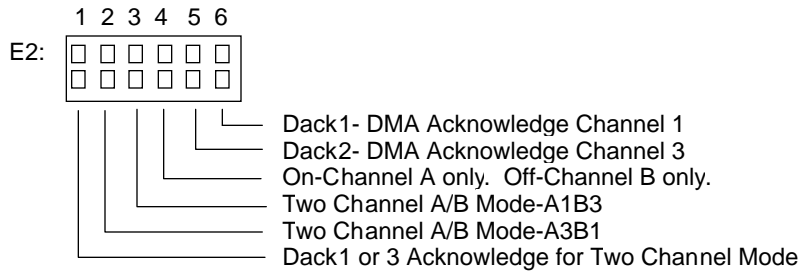 1 2 3 4 5 6
E2:
Dack1- DMA Acknowledge Channel 1
Dack2- DMA Acknowledge Channel 3
On-Channel A only. Off-Channel B only.
Two Channel A/B Mode-A1B3
Two Channel A/B Mode-A3B1
Dack1 or 3 Acknowledge for Two Channel Mode